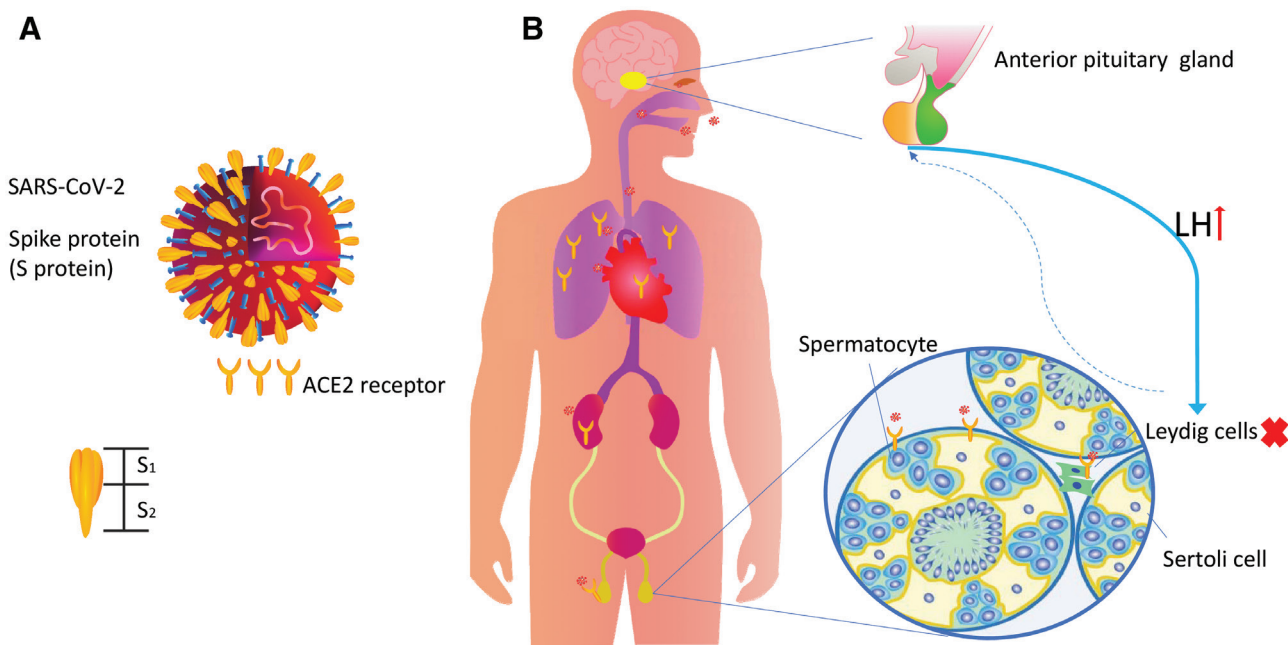 A
SARS-CoV-2
Spike protein
(S protein)
ACE2 receptor
S1
S2
B
Anterior pituitary gland
LH
Spermatocyte
Leydig cells
Sertoli cell